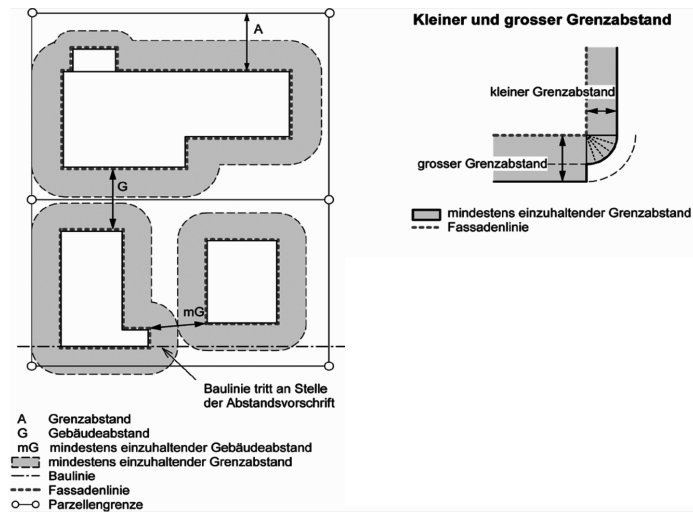 A
G
mG
Baulinie tritt an Stelle
der Abstandsvorschrift
A Grenzabstand
G Gebäudeabstand
mG mindestens einzuhaltender Gebäudeabstand
mindestens einzuhaltender Grenzabstand
Baulinie
Fassadenlinie
Parzellengrenze
Kleiner und grosser Grenzabstand
kleiner Grenzabstand
grosser Grenzabstand
mindestens einzuhaltender Grenzabstand
Fassadenlinie